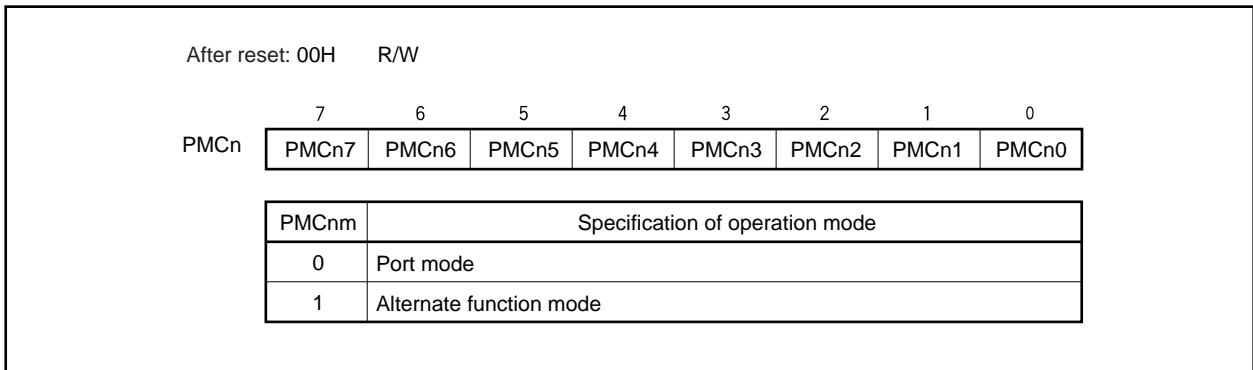 After reset: 00H R/W
7 6 5 4 3 2 1 0
PMCn PMCn7 PMCn6 PMCn5 PMCn4 PMCn3 PMCn2 PMCn1 PMCn0
PMCnm Specification of operation mode
0 Port mode
1 Alternate function mode